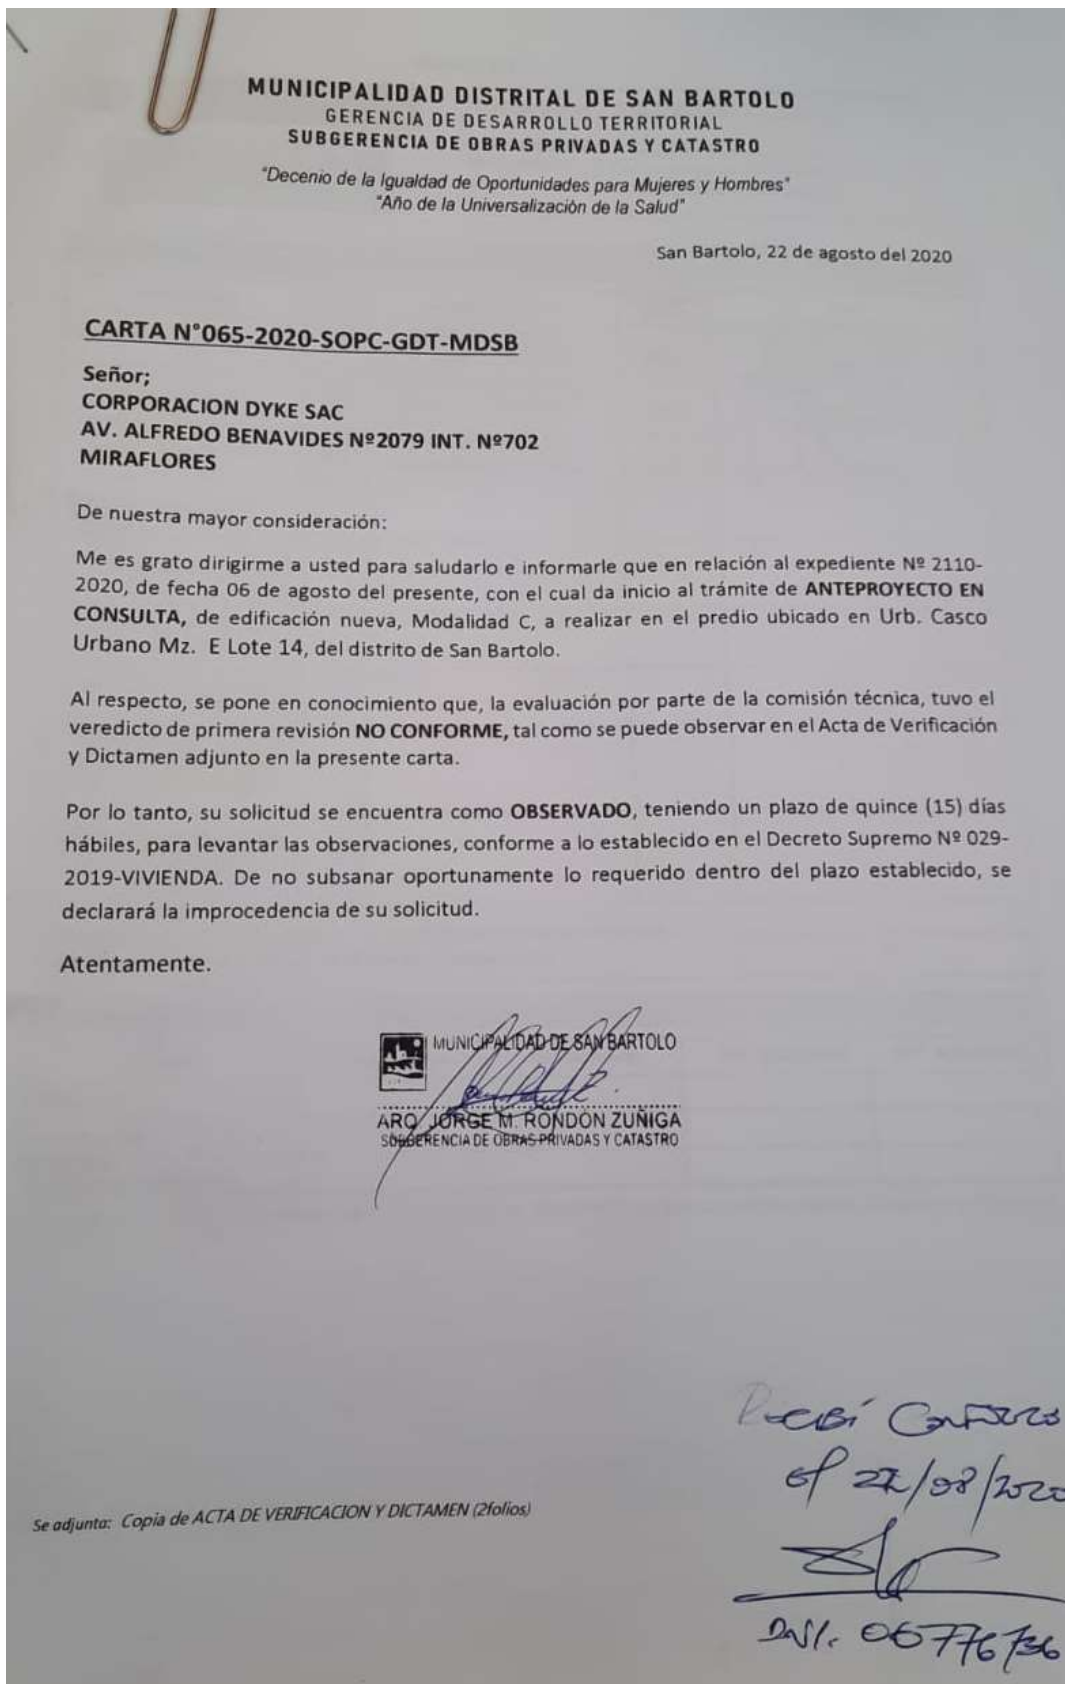 MUNICIPALIDAD DISTRITAL DE SAN BARTOLO
GERENCIA DE DESARROLLO TERRITORIAL
SUBGERENCIA DE OBRAS PRIVADAS Y CATASTRO
"Decenio de la Igualdad de Oportunidades para Mujeres y Hombres"
"Año de la Universalización de la Salud"
San Bartolo, 22 de agosto del 2020
CARTA N°065-2020-SOPC-GDT-MDSB
Señor;
CORPORACION DYKE SAC
AV. ALFREDO BENAVIDES Nº2079 INT. Nº702
MIRAFLORES
De nuestra mayor consideración:
Me es grato dirigirme a usted para saludarlo e informarle que en relación al expediente Nº 2110-
2020, de fecha 06 de agosto del presente, con el cual da inicio al trámite de ANTEPROYECTO EN
CONSULTA, de edificación nueva, Modalidad C, a realizar en el predio ubicado en Urb. Casco
Urbano Mz. E Lote 14, del distrito de San Bartolo.
Al respecto, se pone en conocimiento que, la evaluación por parte de la comisión técnica, tuvo el
veredicto de primera revisión NO CONFORME, tal como se puede observar en el Acta de Verificación
y Dictamen adjunto en la presente carta.
Por lo tanto, su solicitud se encuentra como OBSERVADO, teniendo un plazo de quince (15) días
hábiles, para levantar las observaciones, conforme a lo establecido en el Decreto Supremo Nº 029-
2019-VIVIENDA. De no subsanar oportunamente lo requerido dentro del plazo establecido, se
declarará la improcedencia de su solicitud.
Atentamente.
MUNICIPALIDAD DE SAN BARTOLO
ARQ. JORGE M. RONDÓN ZUÑIGA
SUBGERENCIA DE OBRAS PRIVADAS Y CATASTRO
Recibí
/08/2020
Se adjunta: Copia de ACTA DE VERIFICACION Y DICTAMEN (2folios)
DNI. 06776736